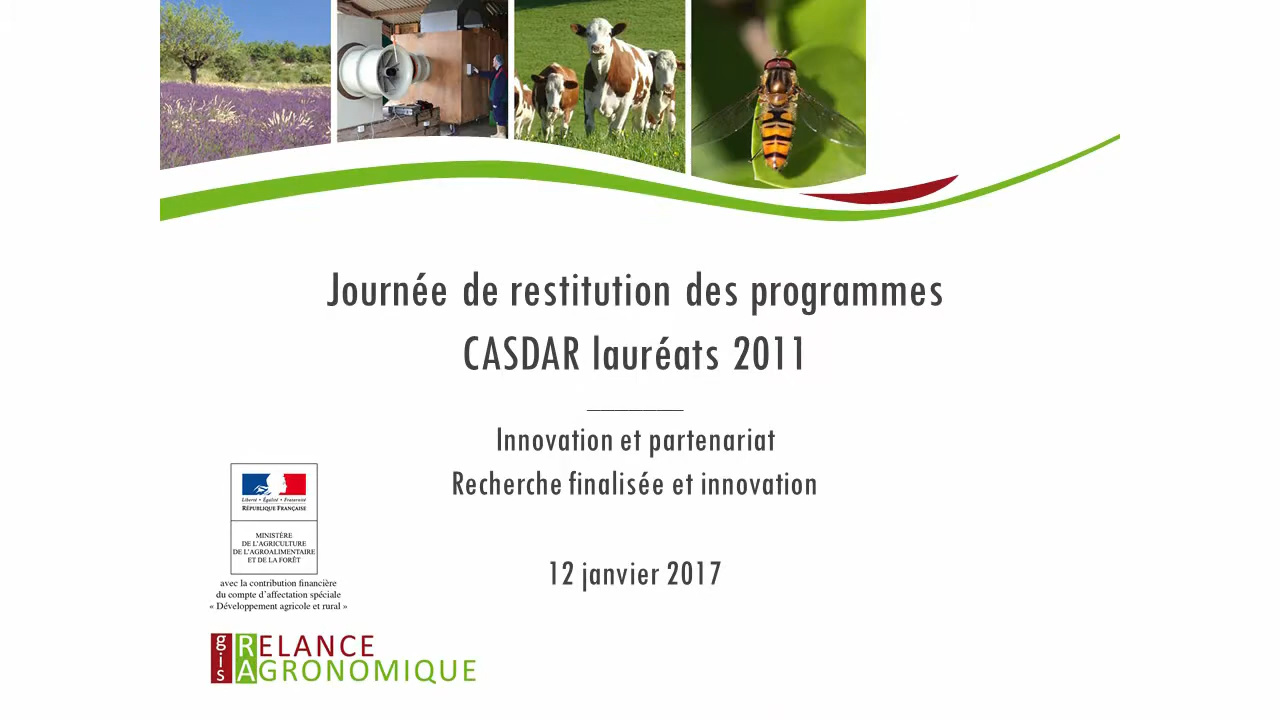 Journée de restitution des programmes
CASDAR lauréats 2011
Innovation et partenariat
Recherche finalisée et innovation
12 janvier 2017
Liberté • Égalité • Fraternité
RÉPUBLIQUE FRANÇAISE
MINISTÈRE
DE L'AGRICULTURE
DE L'AGROALIMENTAIRE
ET DE LA FORÊT
avec la contribution financière
du compte d'affectation spéciale
« Développement agricole et rural »
gis
RELANCE
AGRONOMIQUE